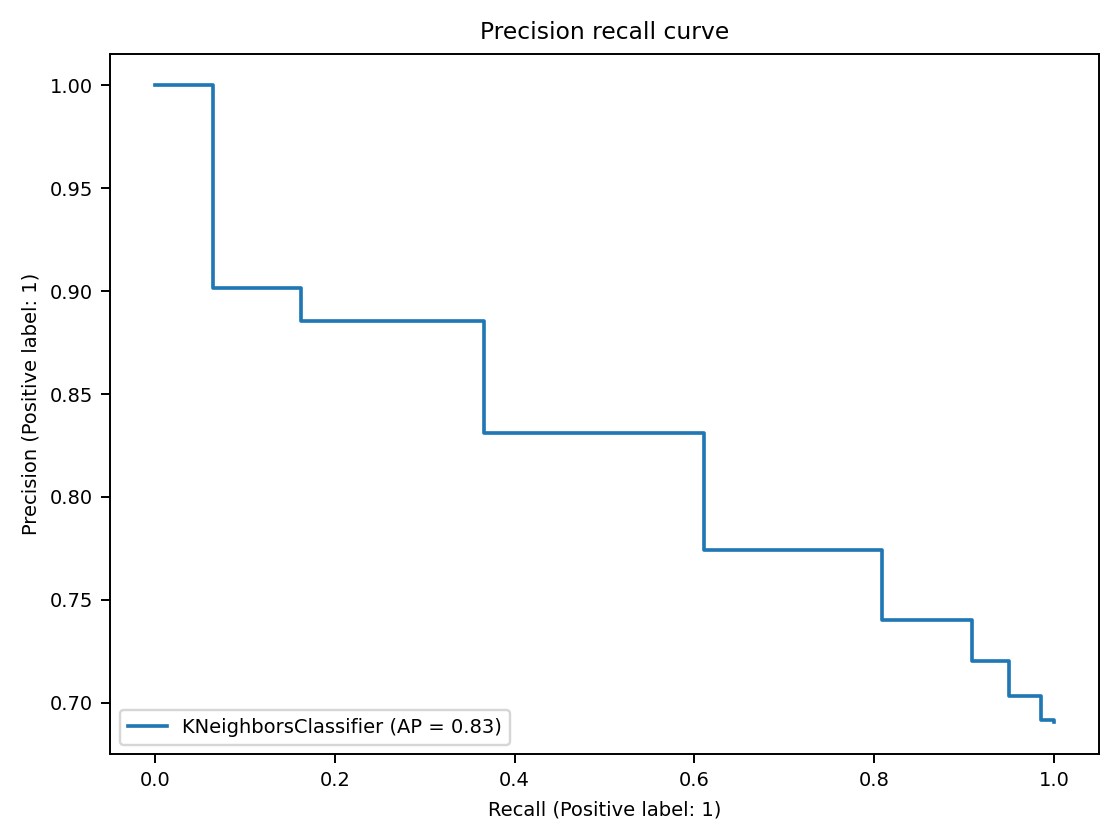 Precision recall curve
1.00
0.95
0.90
0.85
0.80
0.75
0.70
Precision (Positive label: 1)
KNeighborsClassifier (AP = 0.83)
0.0 0.2 0.4 0.6 0.8 1.0
Recall (Positive label: 1)